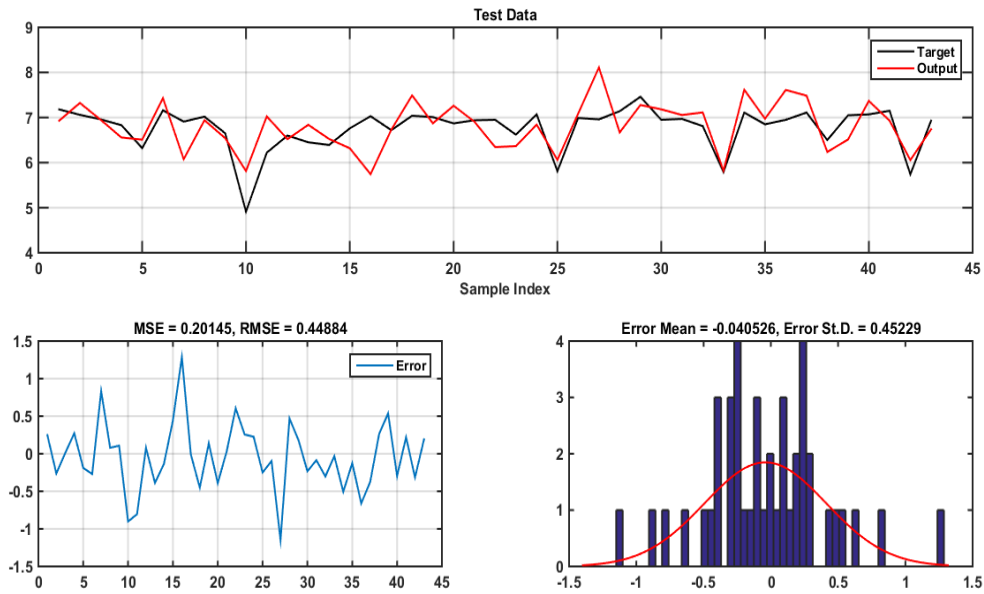 Test Data
9
8
7
6
5
4
Target
Output
0 5 10 15 20 25 30 35 40 45
Sample Index
MSE = 0.20145, RMSE = 0.44884
1.5
1
0.5
0
-0.5
-1
-1.5
Error
0 5 10 15 20 25 30 35 40 45
Error Mean = -0.040526, Error St.D. = 0.45229
4
3
2
1
0
-1.5 -1 -0.5 0 0.5 1 1.5